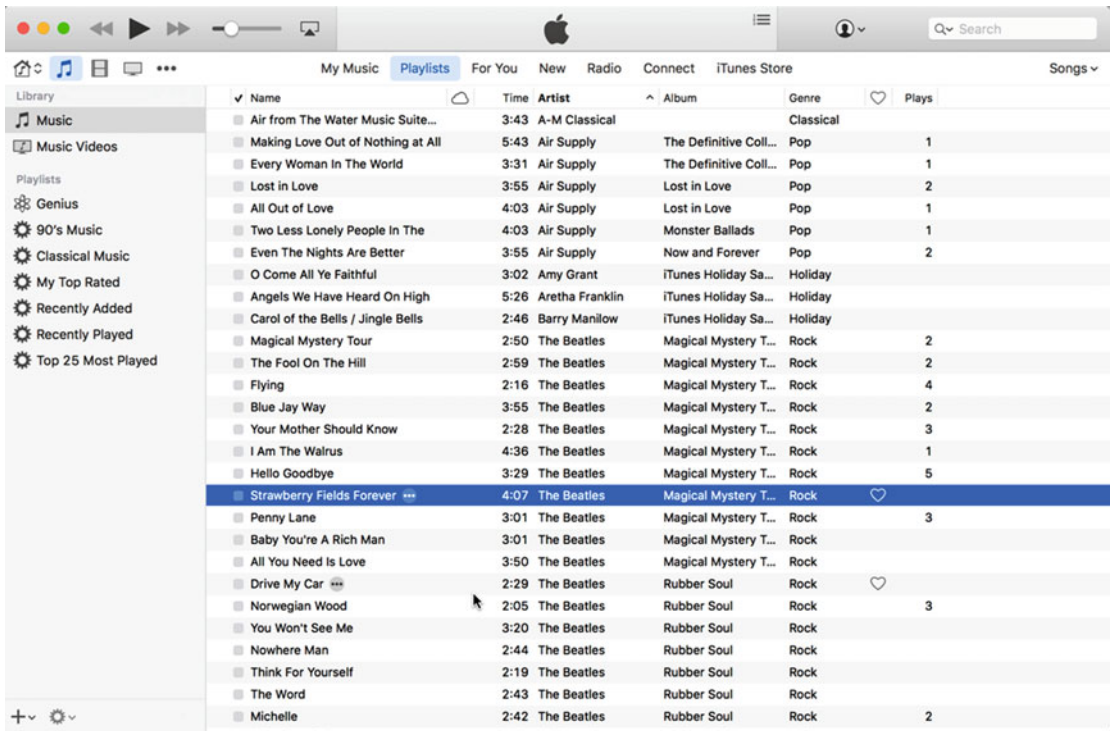 Search
My Music Playlists For You New Radio Connect iTunes Store Songs
Library
Music
Music Videos
Playlists
Genius
90's Music
Classical Music
My Top Rated
Recently Added
Recently Played
Top 25 Most Played
✓ Name Time Artist Album Genre Plays
Air from The Water Music Suite... 3:43 A-M Classical Classical
Making Love Out of Nothing at All 5:43 Air Supply The Definitive Coll... Pop 1
Every Woman In The World 3:31 Air Supply The Definitive Coll... Pop 1
Lost in Love 3:55 Air Supply Lost in Love Pop 2
All Out of Love 4:03 Air Supply Lost in Love Pop 1
Two Less Lonely People In The 4:03 Air Supply Monster Ballads Pop 1
Even The Nights Are Better 3:55 Air Supply Now and Forever Pop 2
O Come All Ye Faithful 3:02 Amy Grant iTunes Holiday Sa... Holiday
Angels We Have Heard On High 5:26 Aretha Franklin iTunes Holiday Sa... Holiday
Carol of the Bells / Jingle Bells 2:46 Barry Manilow iTunes Holiday Sa... Holiday
Magical Mystery Tour 2:50 The Beatles Magical Mystery T... Rock 2
The Fool On The Hill 2:59 The Beatles Magical Mystery T... Rock 2
Flying 2:16 The Beatles Magical Mystery T... Rock 4
Blue Jay Way 3:55 The Beatles Magical Mystery T... Rock 2
Your Mother Should Know 2:28 The Beatles Magical Mystery T... Rock 3
I Am The Walrus 4:36 The Beatles Magical Mystery T... Rock 1
Hello Goodbye 3:29 The Beatles Magical Mystery T... Rock 5
Strawberry Fields Forever 4:07 The Beatles Magical Mystery T... Rock
Penny Lane 3:01 The Beatles Magical Mystery T... Rock 3
Baby You're A Rich Man 3:01 The Beatles Magical Mystery T... Rock
All You Need Is Love 3:50 The Beatles Magical Mystery T... Rock
Drive My Car 2:29 The Beatles Rubber Soul Rock
Norwegian Wood 2:05 The Beatles Rubber Soul Rock 3
You Won't See Me 3:20 The Beatles Rubber Soul Rock
Nowhere Man 2:44 The Beatles Rubber Soul Rock
Think For Yourself 2:19 The Beatles Rubber Soul Rock
The Word 2:43 The Beatles Rubber Soul Rock
Michelle 2:42 The Beatles Rubber Soul Rock 2